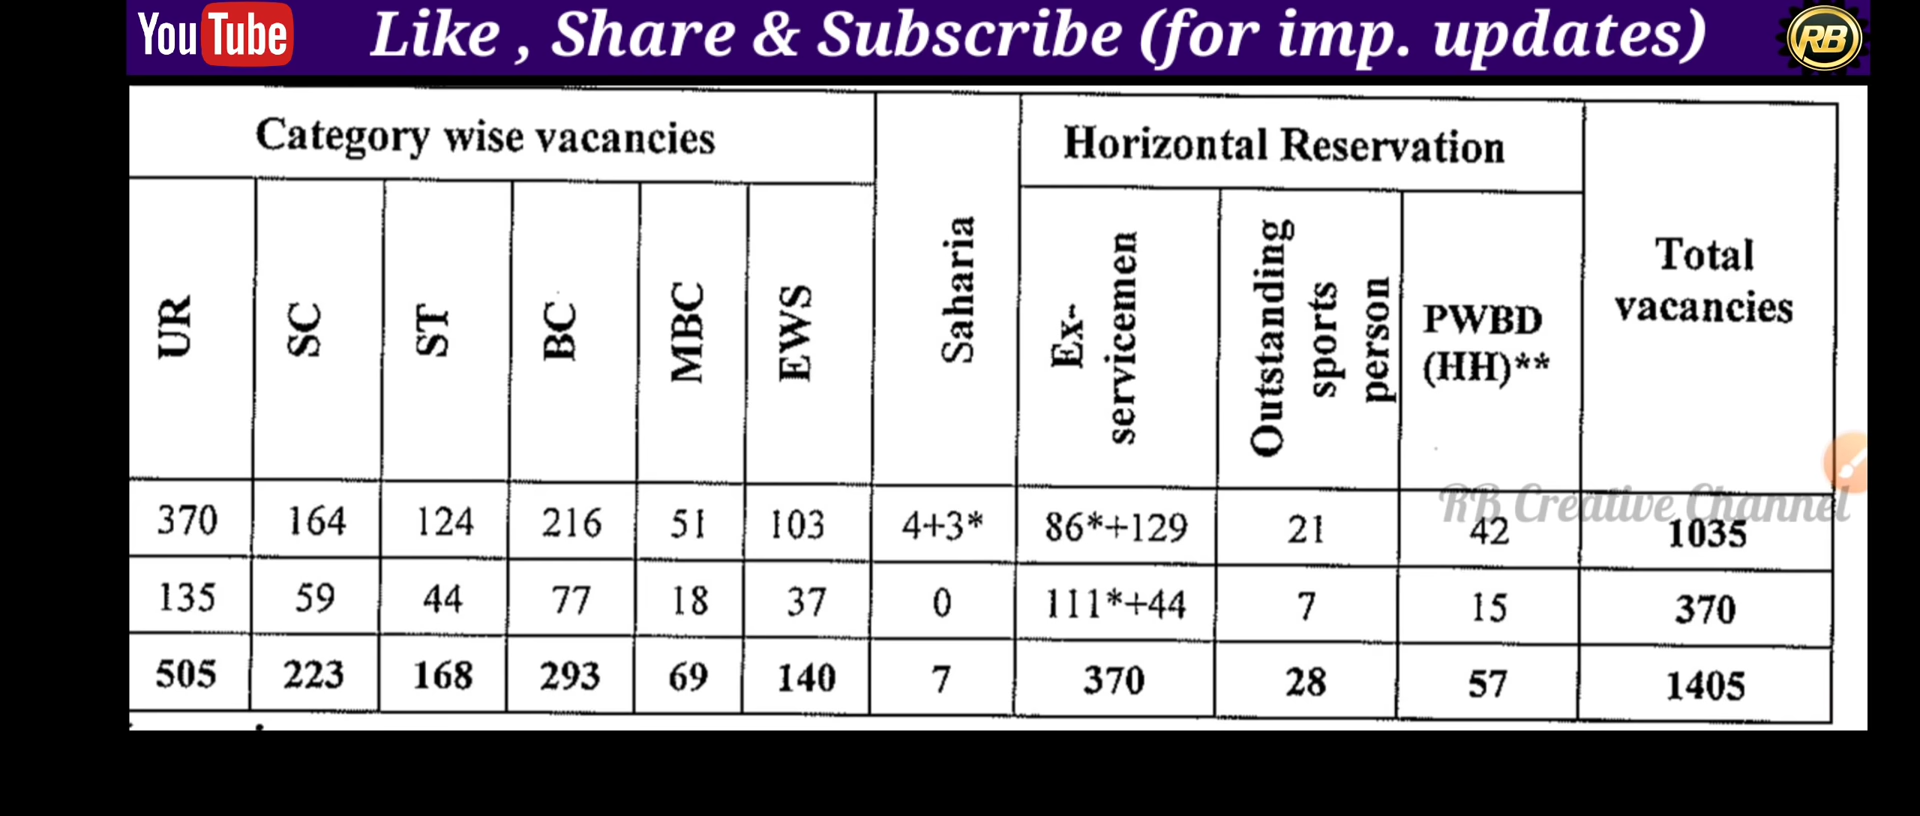 YouTube Like , Share & Subscribe (for imp. updates) RB
Category wise vacancies
Horizontal Reservation
UR SC ST BC MBC EWS Saharia Ex-servicemen Outstanding sports person PWBD (HH)** Total vacancies
RB Creative Channel
370 164 124 216 51 103 4+3* 86*+129 21 42 1035
135 59 44 77 18 37 0 111*+44 7 15 370
505 223 168 293 69 140 7 370 28 57 1405